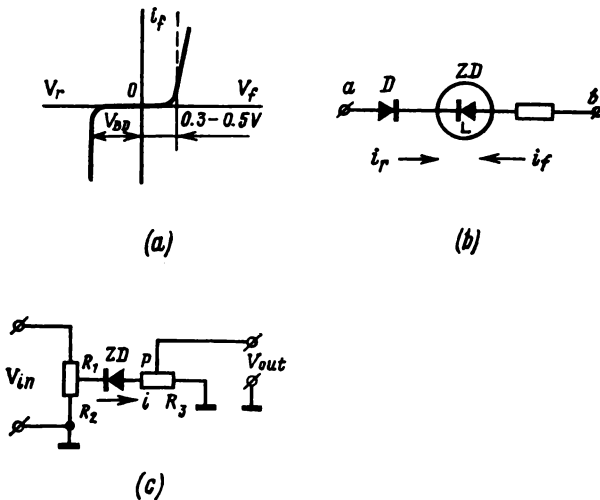 i_f
V_r 0 V_f
V_BD 0.3-0.5V
(a)
a D ZD b
i_r i_f
(b)
V_in R_1 ZD P V_out
R_2 i R_3
(c)